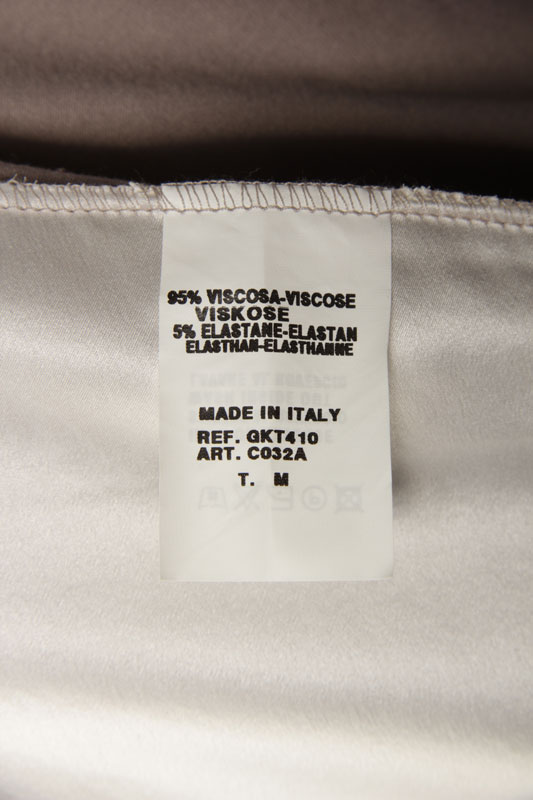 95% VISCOSA-VISCOSE
VISKOSE
5% ELASTANE-ELASTAN
ELASTHAN-ELASTHANNE
MADE IN ITALY
REF. GKT410
ART. C032A
T. M